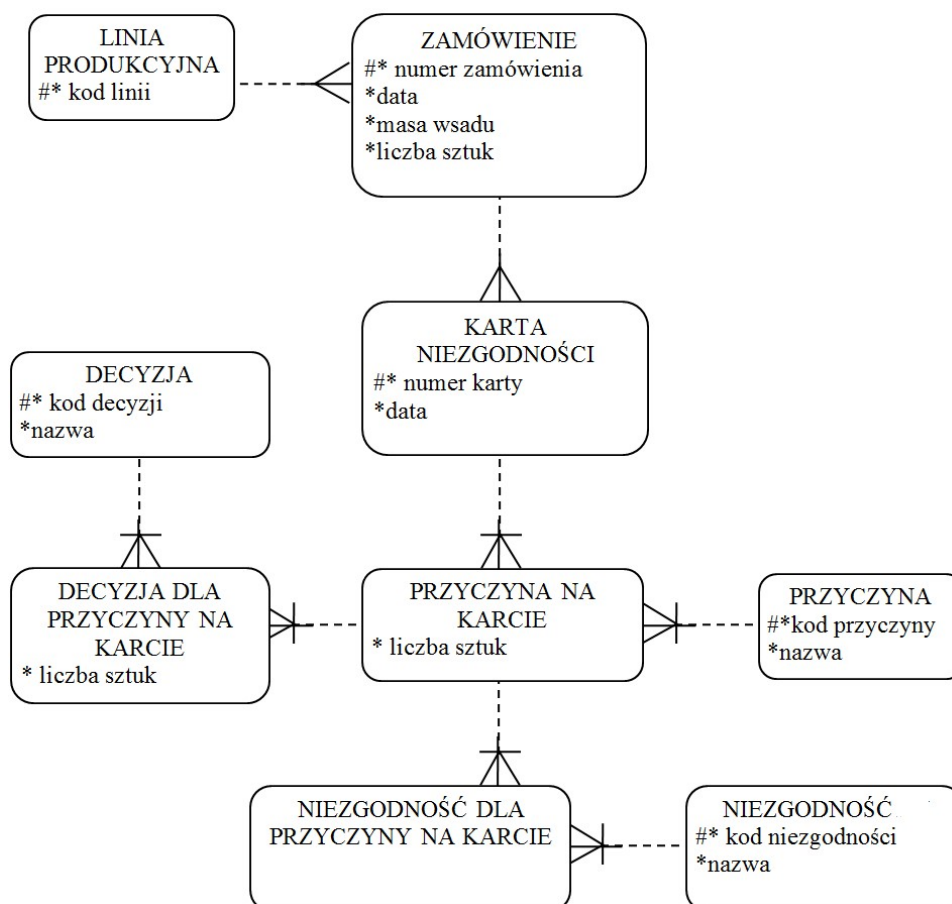 LINIA
PRODUKCYJNA
#* kod linii
ZAMÓWIENIE
#* numer zamówienia
*data
*masa wsadu
*liczba sztuk
KARTA
NIEZGODNOŚCI
#* numer karty
*data
DECYZJA
#* kod decyzji
*nazwa
DECYZJA DLA
PRZYCZYNY NA
KARCIE
* liczba sztuk
PRZYCZYNA NA
KARCIE
* liczba sztuk
PRZYCZYNA
#*kod przyczyny
*nazwa
NIEZGODNOŚĆ DLA
PRZYCZYNY NA KARCIE
NIEZGODNOŚĆ
#* kod niezgodności
*nazwa